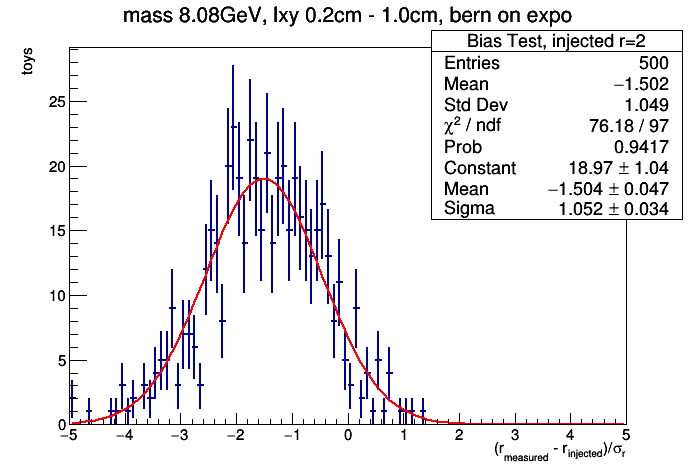 mass 8.08GeV, lxy 0.2cm - 1.0cm, bern on expo
toys
Bias Test, injected r=2
Entries 500
Mean −1.502
Std Dev 1.049
χ² / ndf 76.18 / 97
Prob 0.9417
Constant 18.97 ± 1.04
Mean −1.504 ± 0.047
Sigma 1.052 ± 0.034
25
20
15
10
5
0
−5 −4 −3 −2 −1 0 1 2 3 4 5
(r_measured - r_injected)/σ_r